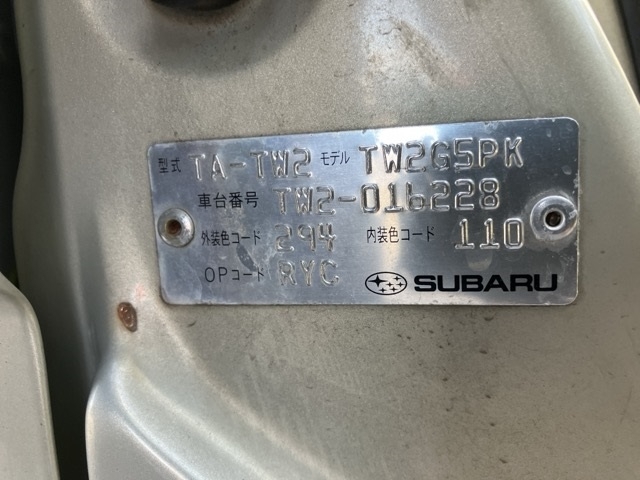 型式 TA-TW2 モデル TW2G5PK
車台番号 TW2-016228
外装色コード 294 内装色コード 110
OPコード RYC SUBARU